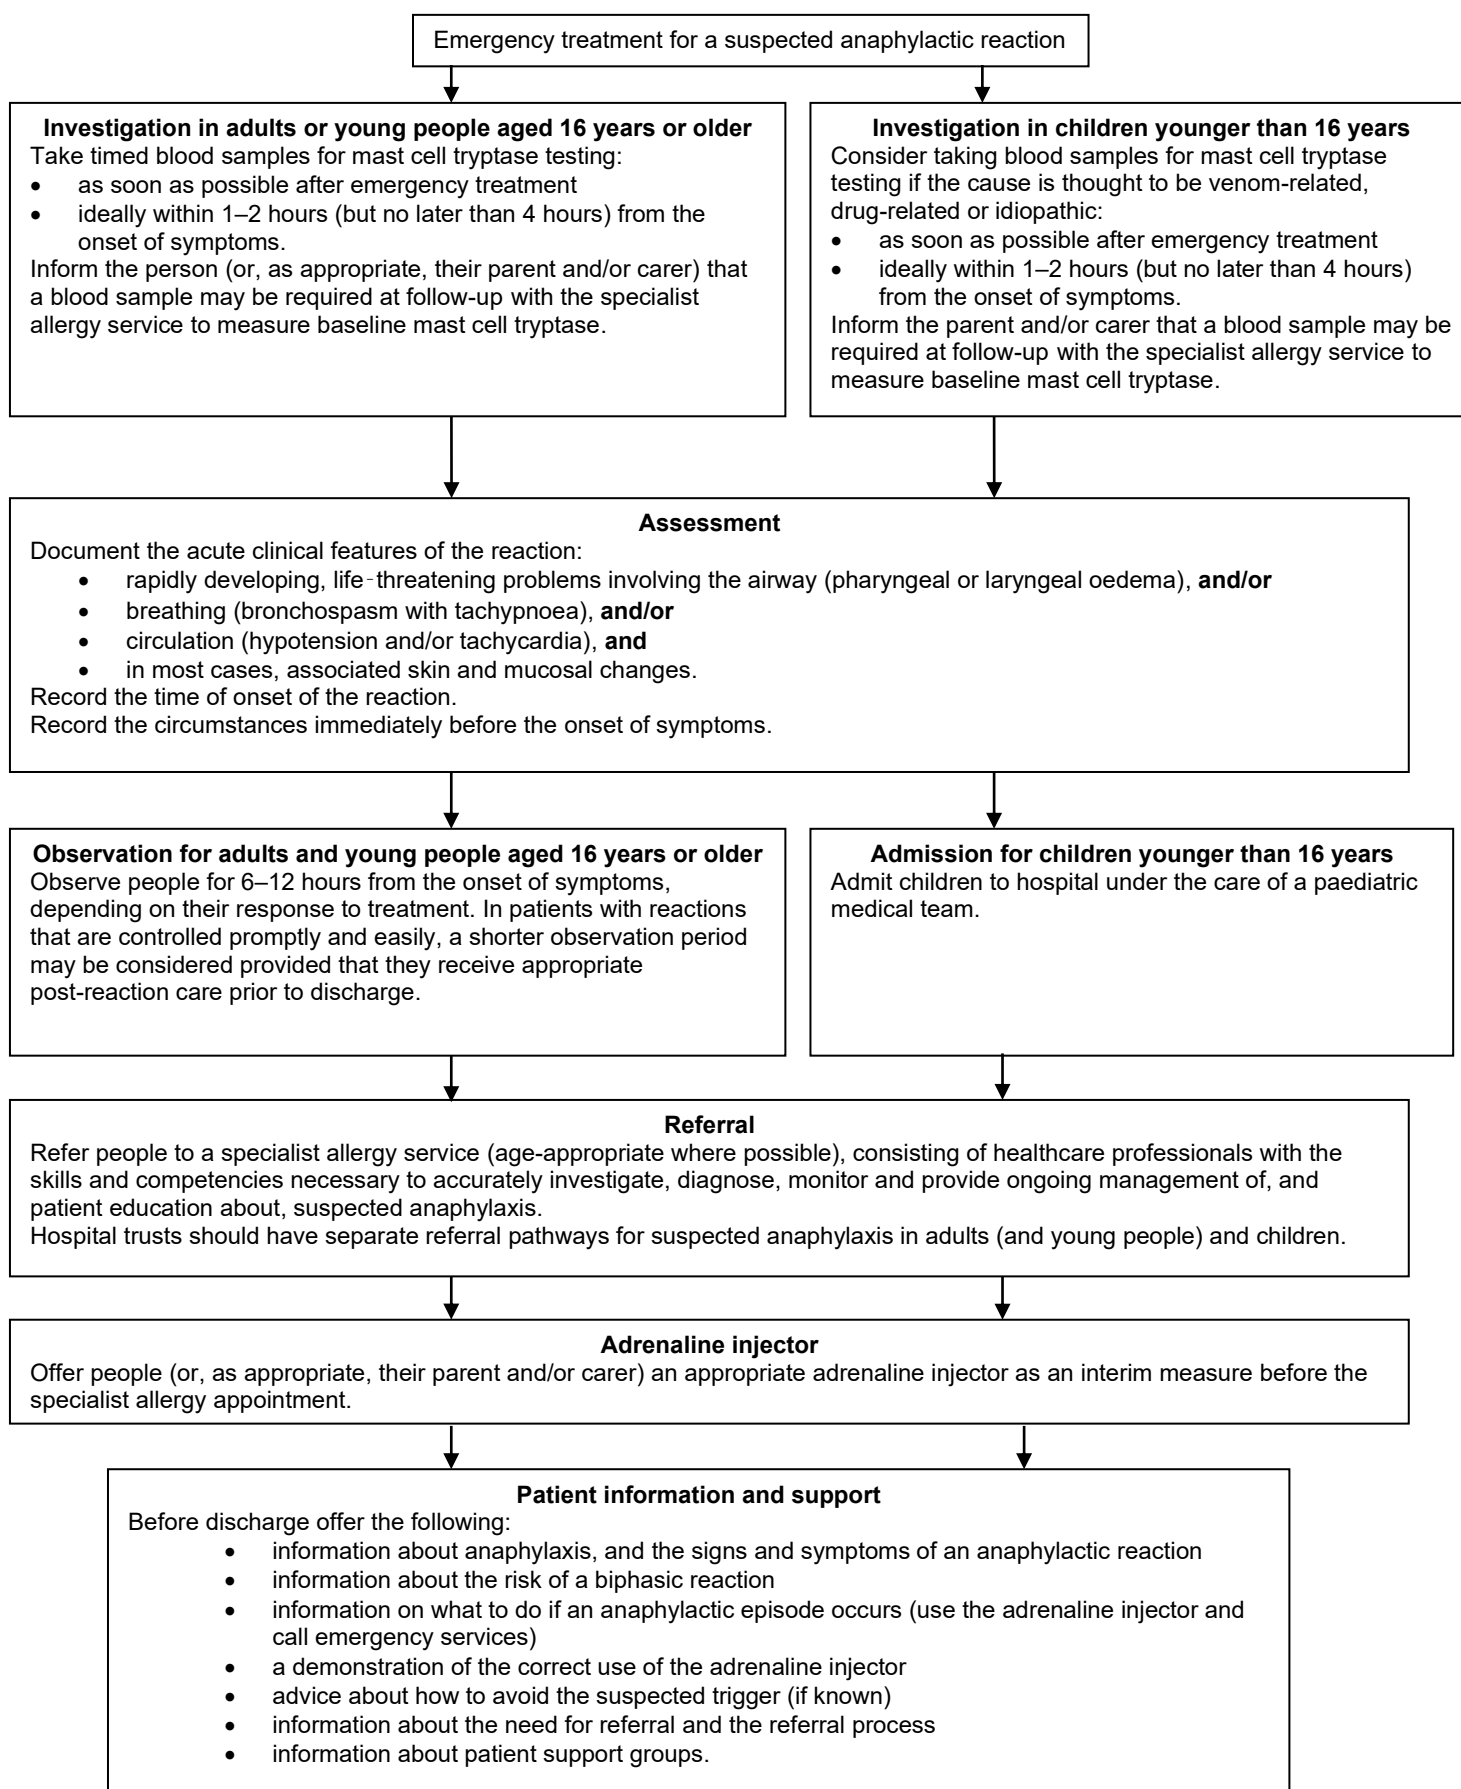 Emergency treatment for a suspected anaphylactic reaction
Investigation in adults or young people aged 16 years or older
Take timed blood samples for mast cell tryptase testing:
• as soon as possible after emergency treatment
• ideally within 1–2 hours (but no later than 4 hours) from the
onset of symptoms.
Inform the person (or, as appropriate, their parent and/or carer) that
a blood sample may be required at follow-up with the specialist
allergy service to measure baseline mast cell tryptase.
Investigation in children younger than 16 years
Consider taking blood samples for mast cell tryptase
testing if the cause is thought to be venom-related,
drug-related or idiopathic:
• as soon as possible after emergency treatment
• ideally within 1–2 hours (but no later than 4 hours)
from the onset of symptoms.
Inform the parent and/or carer that a blood sample may be
required at follow-up with the specialist allergy service to
measure baseline mast cell tryptase.
Assessment
Document the acute clinical features of the reaction:
• rapidly developing, life-threatening problems involving the airway (pharyngeal or laryngeal oedema), and/or
• breathing (bronchospasm with tachypnoea), and/or
• circulation (hypotension and/or tachycardia), and
• in most cases, associated skin and mucosal changes.
Record the time of onset of the reaction.
Record the circumstances immediately before the onset of symptoms.
Observation for adults and young people aged 16 years or older
Observe people for 6–12 hours from the onset of symptoms,
depending on their response to treatment. In patients with reactions
that are controlled promptly and easily, a shorter observation period
may be considered provided that they receive appropriate
post-reaction care prior to discharge.
Admission for children younger than 16 years
Admit children to hospital under the care of a paediatric
medical team.
Referral
Refer people to a specialist allergy service (age-appropriate where possible), consisting of healthcare professionals with the
skills and competencies necessary to accurately investigate, diagnose, monitor and provide ongoing management of, and
patient education about, suspected anaphylaxis.
Hospital trusts should have separate referral pathways for suspected anaphylaxis in adults (and young people) and children.
Adrenaline injector
Offer people (or, as appropriate, their parent and/or carer) an appropriate adrenaline injector as an interim measure before the
specialist allergy appointment.
Patient information and support
Before discharge offer the following:
• information about anaphylaxis, and the signs and symptoms of an anaphylactic reaction
• information about the risk of a biphasic reaction
• information on what to do if an anaphylactic episode occurs (use the adrenaline injector and
call emergency services)
• a demonstration of the correct use of the adrenaline injector
• advice about how to avoid the suspected trigger (if known)
• information about the need for referral and the referral process
• information about patient support groups.